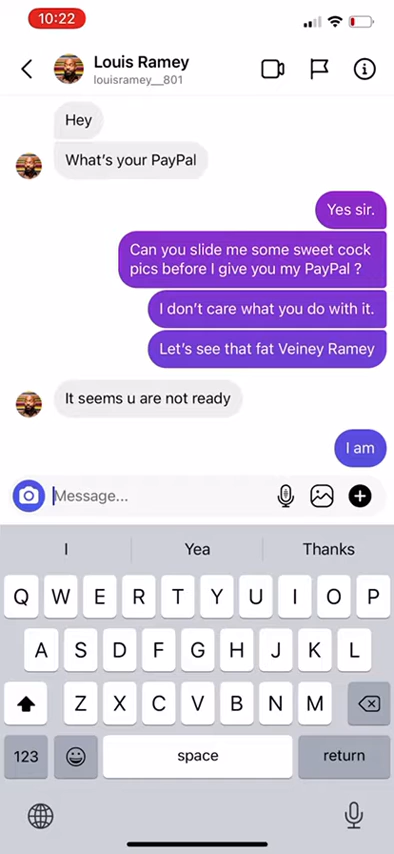 10:22
Louis Ramey
louisramey__801
Hey
What's your PayPal
Yes sir.
Can you slide me some sweet cock
pics before I give you my PayPal ?
I don't care what you do with it.
Let's see that fat Veiney Ramey
It seems u are not ready
I am
Message...
I Yea Thanks
Q W E R T Y U I O P
A S D F G H J K L
Z X C V B N M
123 space return